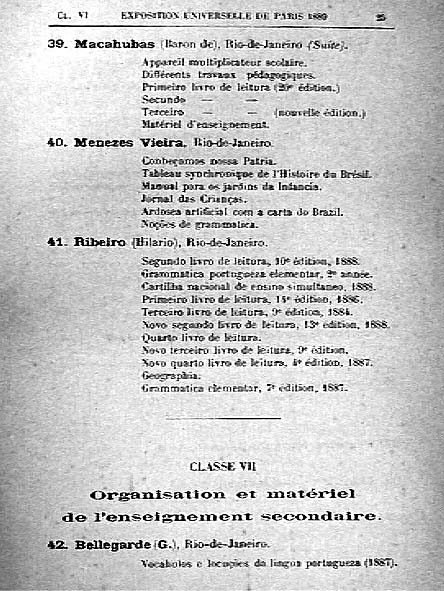 CL. VI EXPOSITION UNIVERSELLE DE PARIS 1889 25
39. Macahubas (Baron de), Rio-de-Janeiro (Suite).
Appareil multiplicateur scolaire.
Différents travaux pédagogiques.
Primeiro livro de leitura (20e édition.)
Secundo — —
Terceiro — — (nouvelle édition.)
Matériel d'enseignement.
40. Menezes Vieira, Rio-de-Janeiro.
Conheçamos nossa Patria.
Tableau synchronique de l'Histoire du Brésil.
Manual para os jardins da Infancia.
Jornal das Crianças.
Ardosea artificial com a carta do Brazil.
Noções de grammatica.
41. Ribeiro (Hilario), Rio-de-Janeiro.
Segundo livro de leitura, 10e édition, 1888.
Grammatica portugueza elementar, 2e année.
Cartilha nacional de ensino simultaneo, 1888.
Primeiro livro de leitura, édition, 1886.
Terceiro livro de leitura, 9e édition, 1884.
Novo segundo livro de leitura, 13e édition, 1888.
Quarto livro de leitura.
Novo terceiro livro de leitura, 9e édition.
Novo quarto livro de leitura, 4e édition, 1887.
Geographia.
Grammatica elementar, 7e édition, 1887.
CLASSE VII
Organisation et matériel
de l'enseignement secondaire.
42. Bellegarde (G.), Rio-de-Janeiro.
Vocabolos e locuções da lingua portugueza (1887).